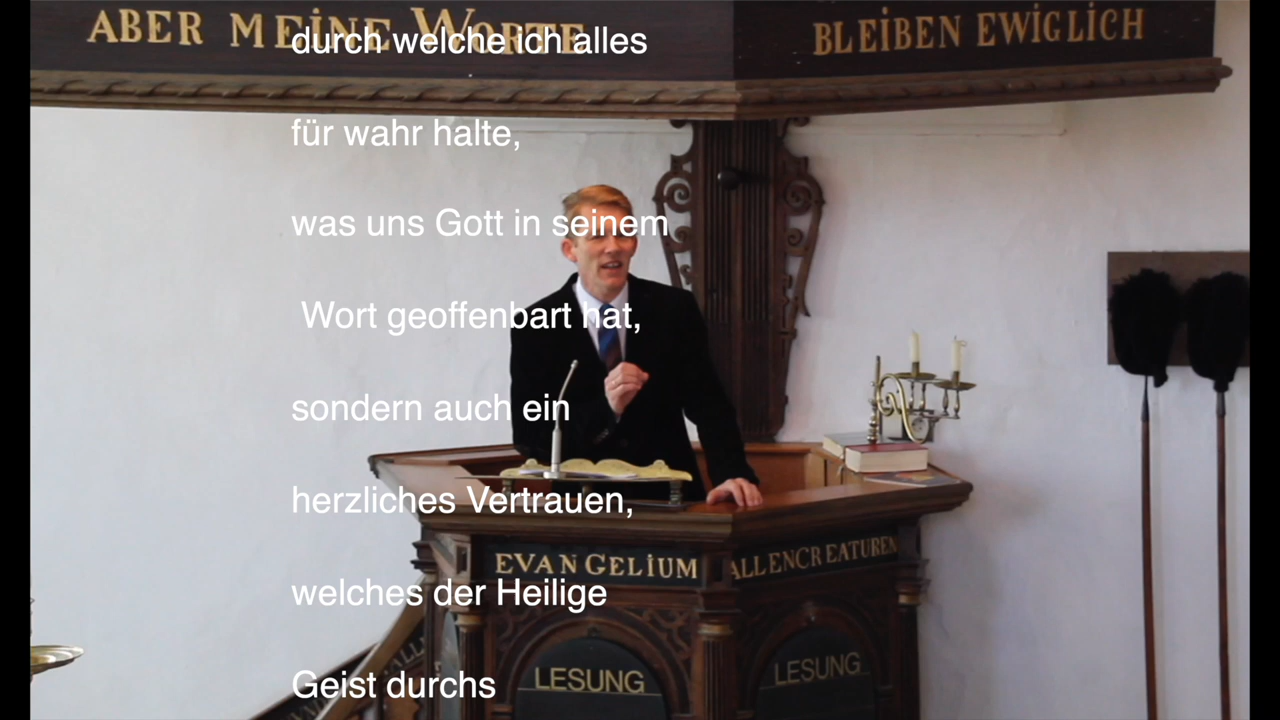 ABER MEINE WORTE BLEIBEN EWIGLICH
durch welche ich alles
für wahr halte,
was uns Gott in seinem
Wort geoffenbart hat,
sondern auch ein
herzliches Vertrauen,
EVANGELIUM ALLENCREATUREN
welches der Heilige
LESUNG LESUNG
Geist durchs